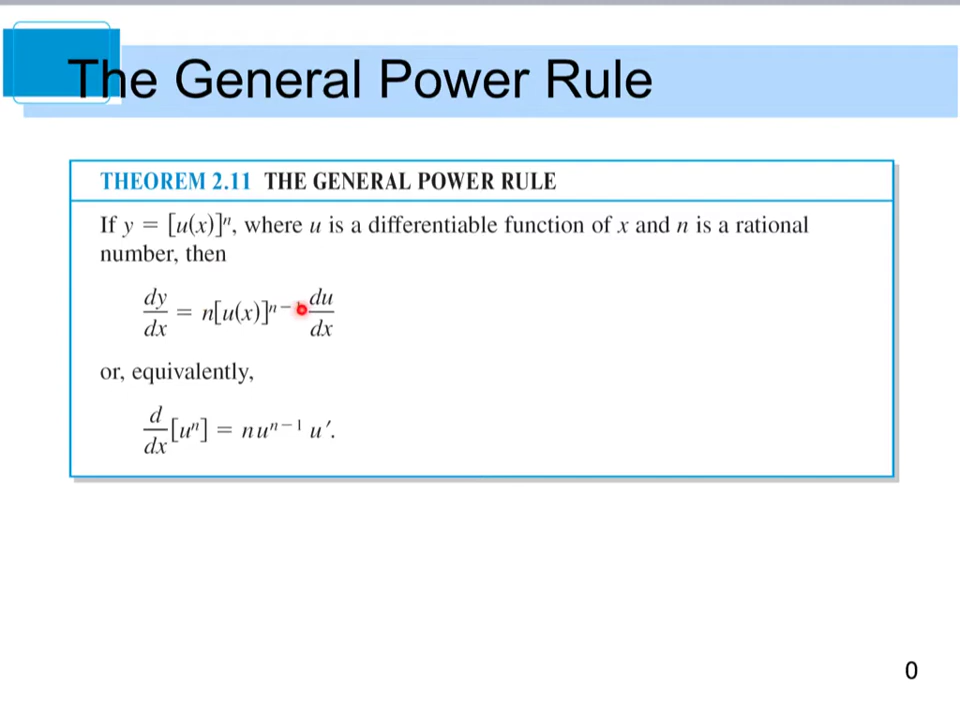 The General Power Rule
THEOREM 2.11 THE GENERAL POWER RULE
If y = [u(x)]ⁿ, where u is a differentiable function of x and n is a rational
number, then
dy/dx = n[u(x)]ⁿ⁻¹ du/dx
or, equivalently,
d/dx [uⁿ] = nuⁿ⁻¹ u′.
0